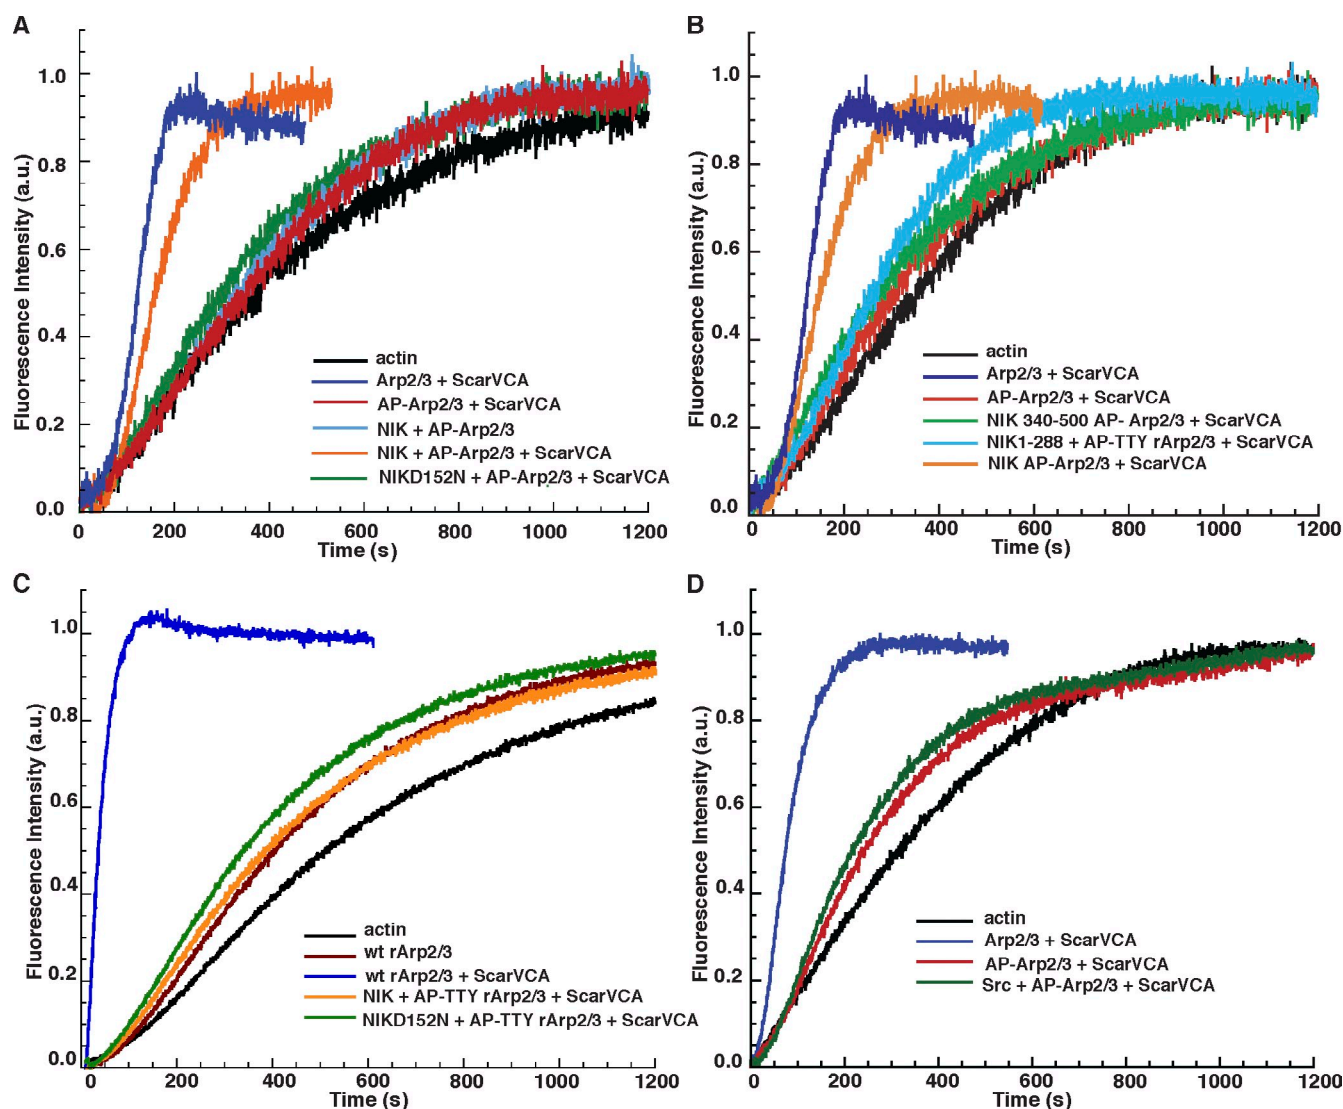 A
Fluorescence Intensity (a.u.)
1.0
0.8
0.6
0.4
0.2
0.0
actin
Arp2/3 + ScarVCA
AP-Arp2/3 + ScarVCA
NIK + AP-Arp2/3
NIK + AP-Arp2/3 + ScarVCA
NIKD152N + AP-Arp2/3 + ScarVCA
0 200 400 600 800 1000 1200
Time (s)
B
Fluorescence Intensity (a.u.)
1.0
0.8
0.6
0.4
0.2
0.0
actin
Arp2/3 + ScarVCA
AP-Arp2/3 + ScarVCA
NIK 340-500 AP- Arp2/3 + ScarVCA
NIK1-288 + AP-TTY rArp2/3 + ScarVCA
NIK AP-Arp2/3 + ScarVCA
0 200 400 600 800 1000 1200
Time (s)
C
Fluorescence Intensity (a.u.)
1.0
0.8
0.6
0.4
0.2
0.0
actin
wt rArp2/3
wt rArp2/3 + ScarVCA
NIK + AP-TTY rArp2/3 + ScarVCA
NIKD152N + AP-TTY rArp2/3 + ScarVCA
0 200 400 600 800 1000 1200
Time (s)
D
Fluorescence Intensity (a.u.)
1.0
0.8
0.6
0.4
0.2
0.0
actin
Arp2/3 + ScarVCA
AP-Arp2/3 + ScarVCA
Src + AP-Arp2/3 + ScarVCA
0 200 400 600 800 1000 1200
Time (s)